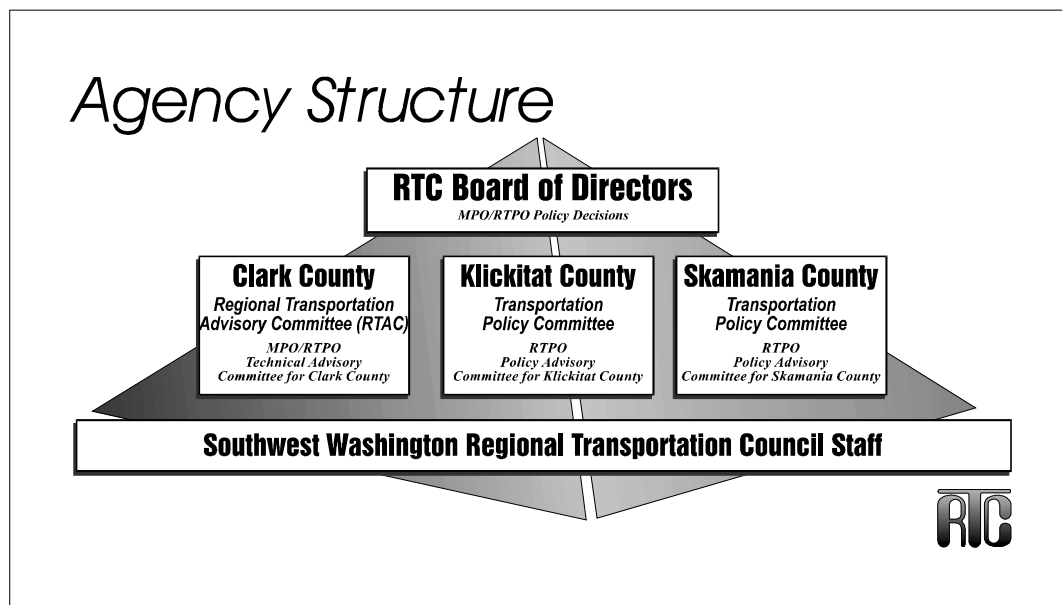 Agency Structure
RTC Board of Directors
MPO/RTPO Policy Decisions
Clark County
Regional Transportation
Advisory Committee (RTAC)
MPO/RTPO
Technical Advisory
Committee for Clark County
Klickitat County
Transportation
Policy Committee
RTPO
Policy Advisory
Committee for Klickitat County
Skamania County
Transportation
Policy Committee
RTPO
Policy Advisory
Committee for Skamania County
Southwest Washington Regional Transportation Council Staff
RTC